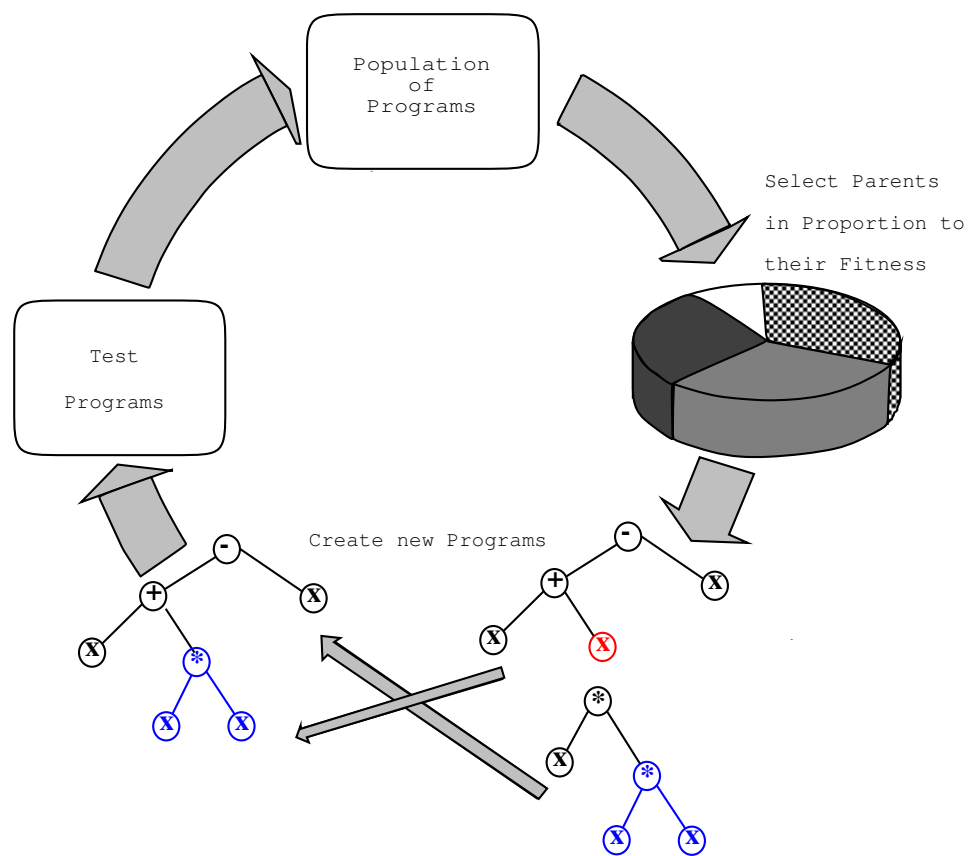 Population
of
Programs
Select Parents
in Proportion to
their Fitness
Test
Programs
Create new Programs
-
+
x
x
*
x
x
-
+
x
x
x
*
x
*
x
x